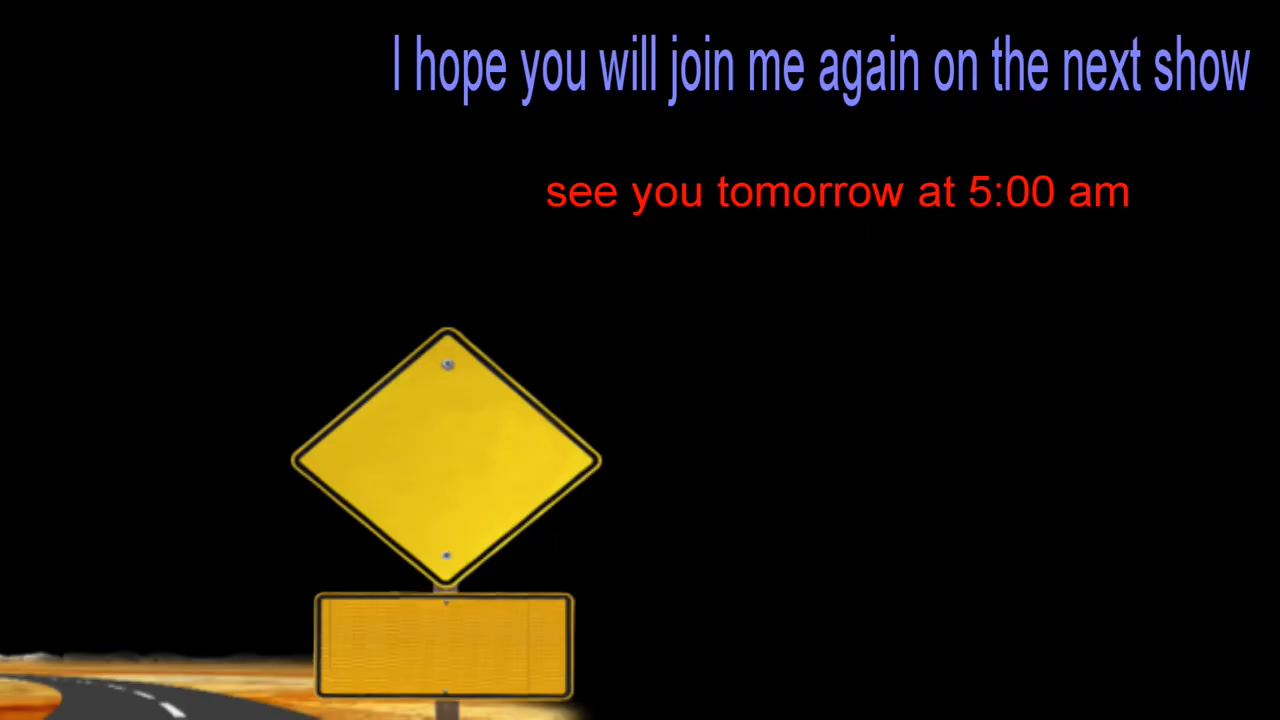 I hope you will join me again on the next show
see you tomorrow at 5:00 am